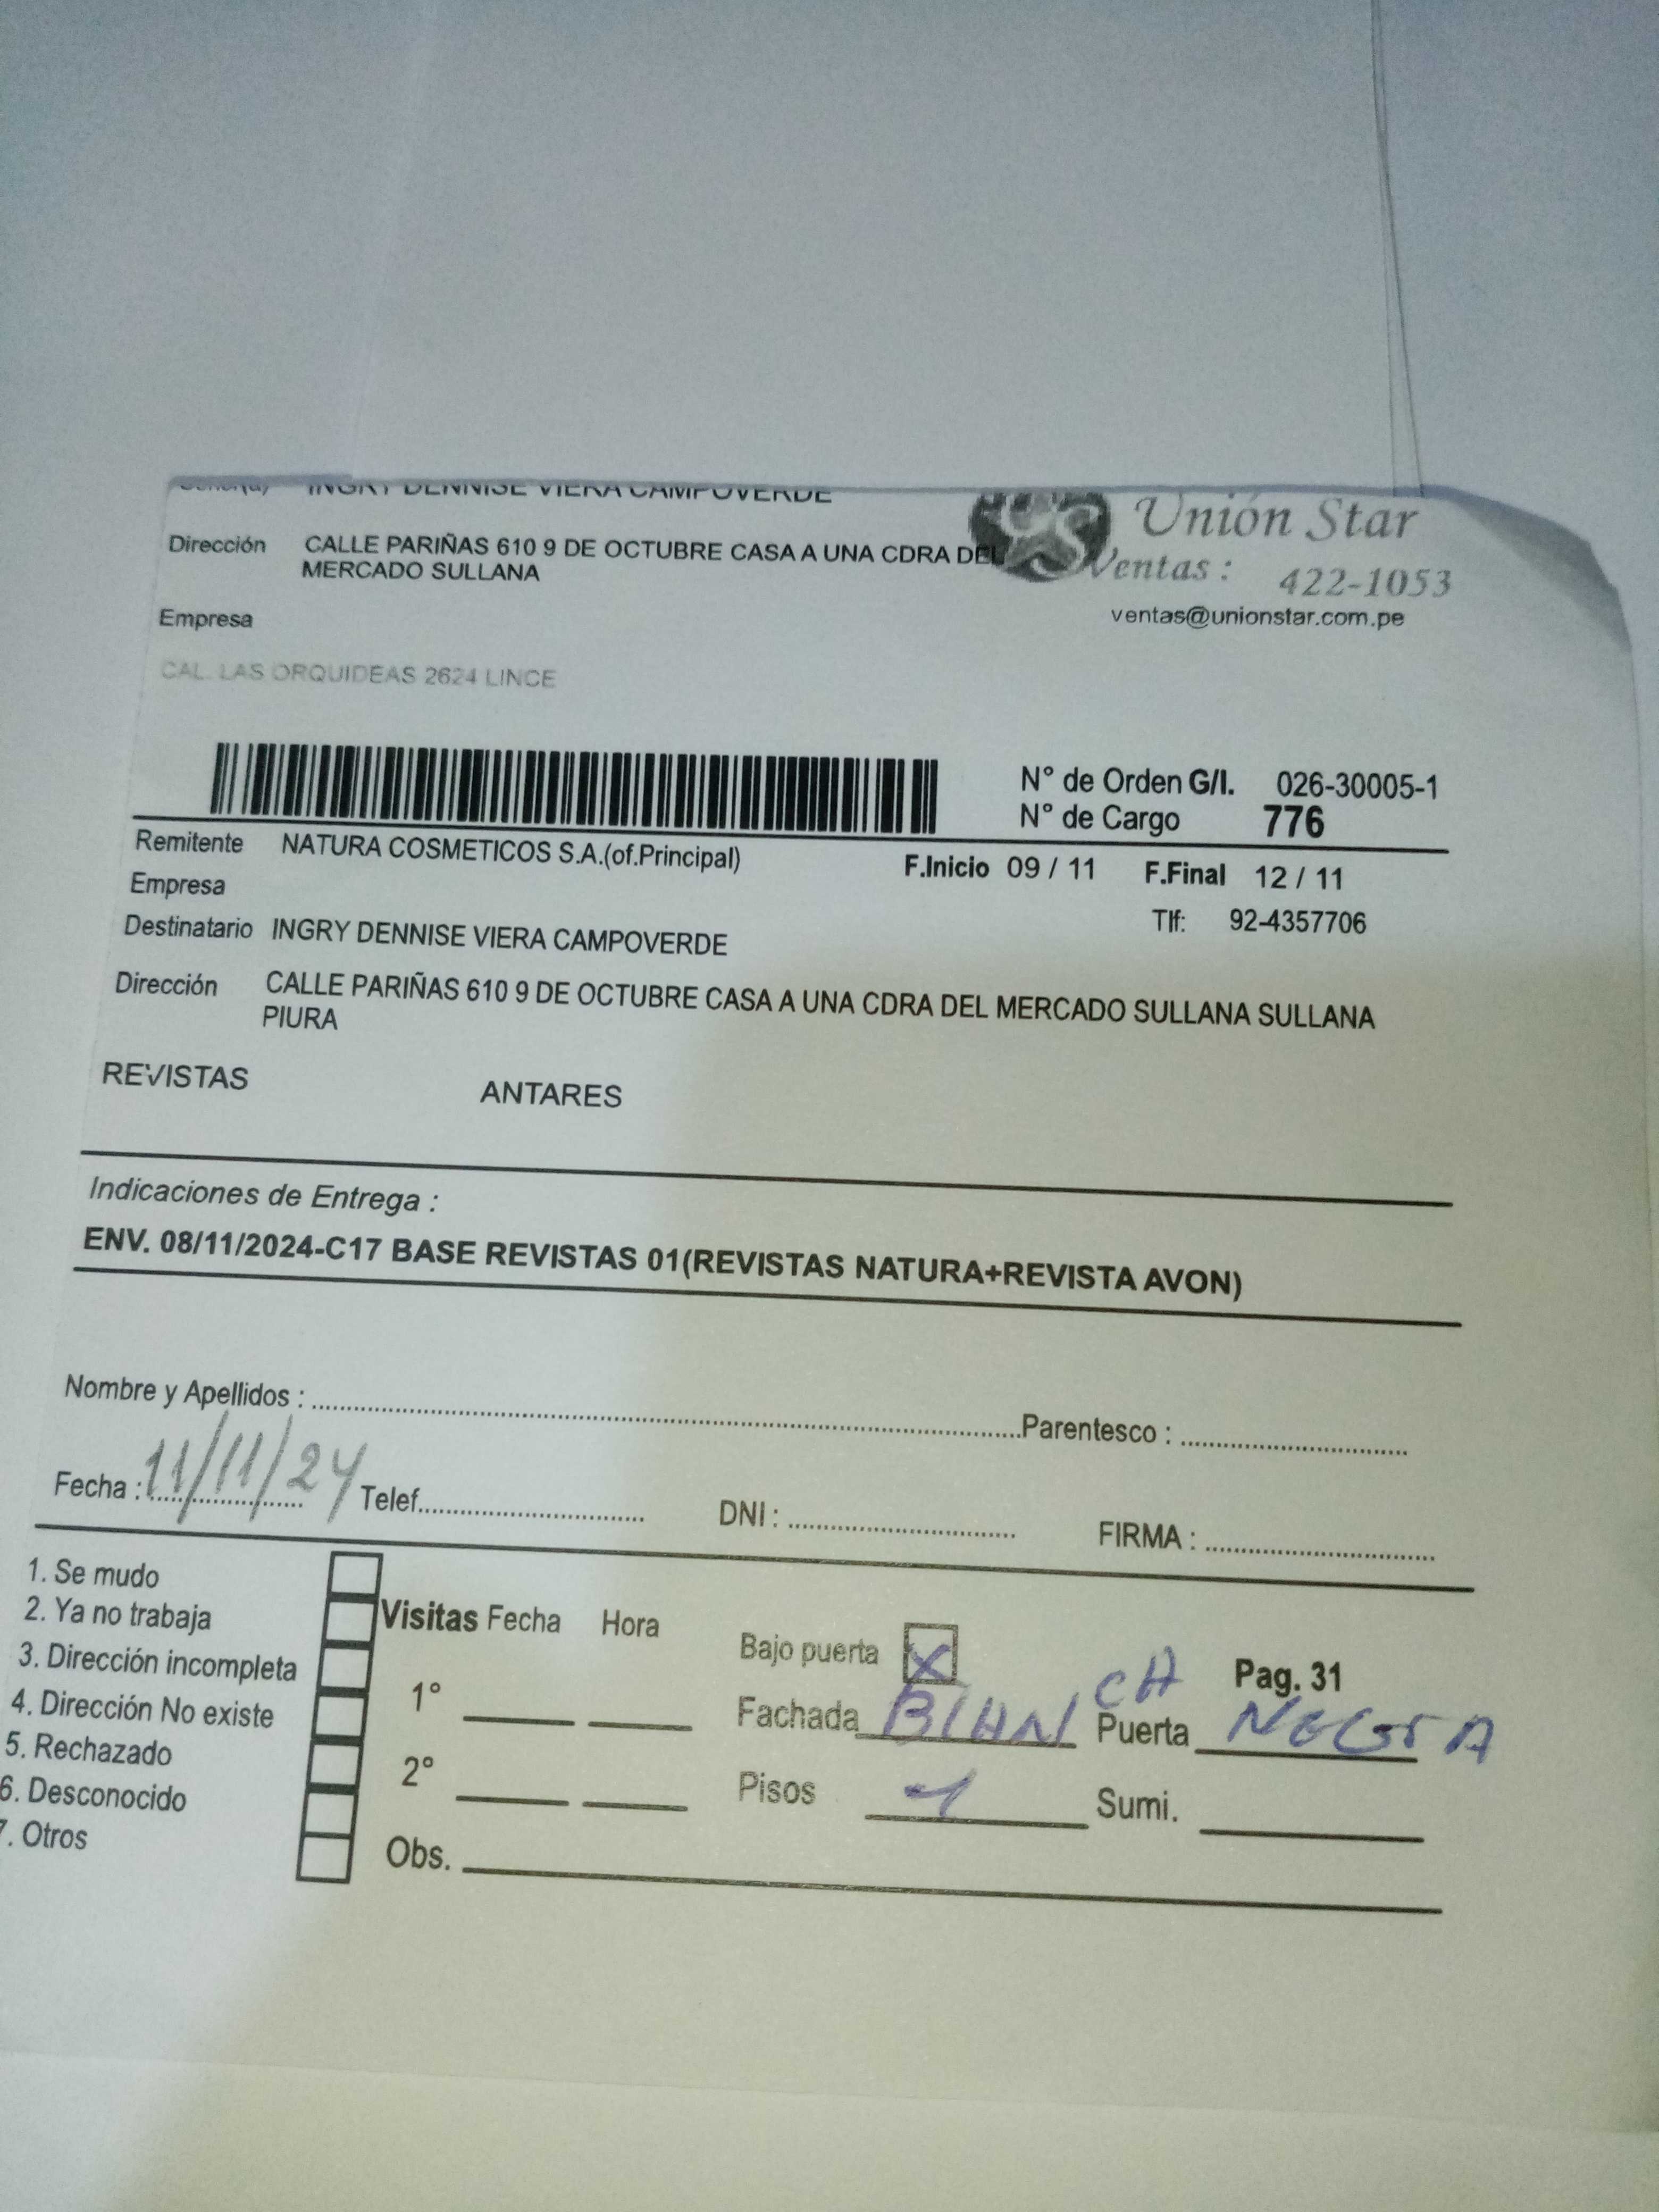 Señor(a) INGRY DENNISE VIERA CAMPOVERDE
Unión Star
Dirección CALLE PARIÑAS 610 9 DE OCTUBRE CASA A UNA CDRA DEL
MERCADO SULLANA
Ventas : 422-1053
ventas@unionstar.com.pe
Empresa
CAL. LAS ORQUIDEAS 2624 LINCE
N° de Orden G/I. 026-30005-1
N° de Cargo 776
Remitente NATURA COSMETICOS S.A.(of.Principal)
F.Inicio 09 / 11 F.Final 12 / 11
Empresa
Tlf: 92-4357706
Destinatario INGRY DENNISE VIERA CAMPOVERDE
Dirección CALLE PARIÑAS 610 9 DE OCTUBRE CASA A UNA CDRA DEL MERCADO SULLANA SULLANA
PIURA
REVISTAS ANTARES
Indicaciones de Entrega :
ENV. 08/11/2024-C17 BASE REVISTAS 01(REVISTAS NATURA+REVISTA AVON)
Nombre y Apellidos : Parentesco :
Fecha : 11/11/24 Telef. DNI : FIRMA :
1. Se mudo
2. Ya no trabaja
3. Dirección incompleta
4. Dirección No existe
5. Rechazado
6. Desconocido
7. Otros
Visitas Fecha Hora
1°
2°
Obs.
Bajo puerta X Pag. 31
Fachada BlANCA Puerta NEGrA
Pisos 1 Sumi.